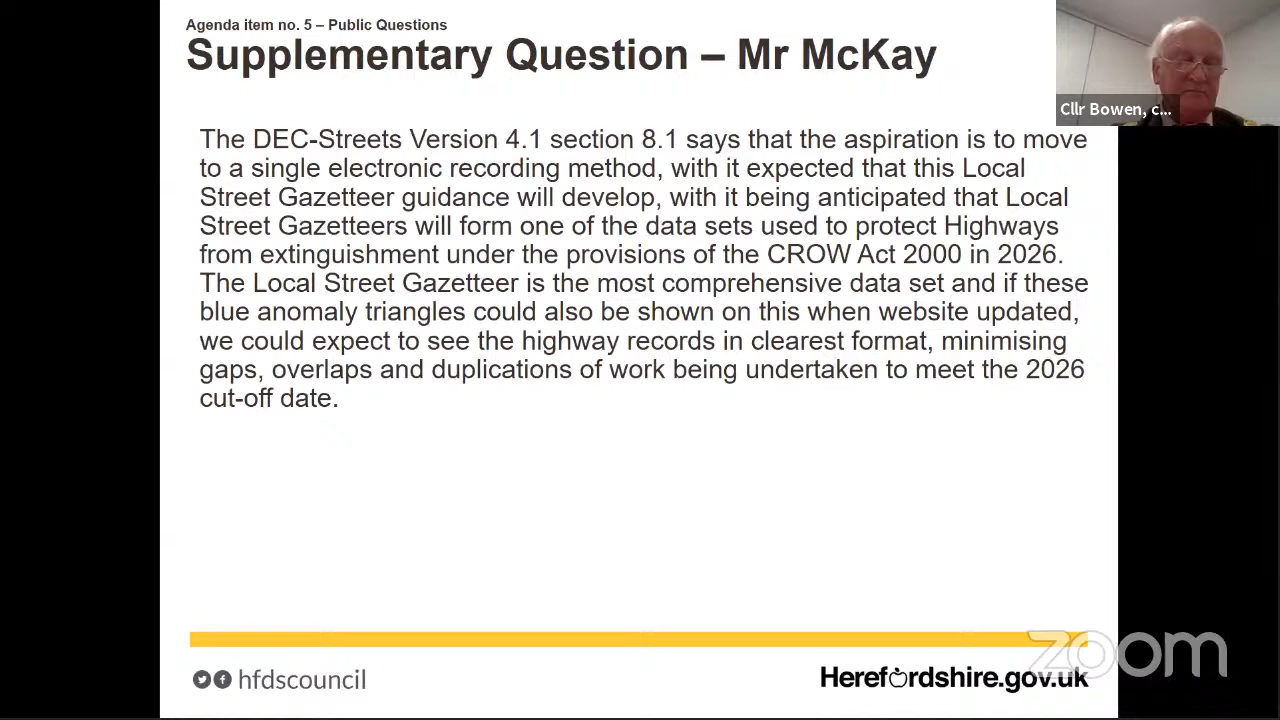 Agenda item no. 5 – Public Questions
Supplementary Question – Mr McKay
Cllr Bowen, c...
The DEC-Streets Version 4.1 section 8.1 says that the aspiration is to move
to a single electronic recording method, with it expected that this Local
Street Gazetteer guidance will develop, with it being anticipated that Local
Street Gazetteers will form one of the data sets used to protect Highways
from extinguishment under the provisions of the CROW Act 2000 in 2026.
The Local Street Gazetteer is the most comprehensive data set and if these
blue anomaly triangles could also be shown on this when website updated,
we could expect to see the highway records in clearest format, minimising
gaps, overlaps and duplications of work being undertaken to meet the 2026
cut-off date.
zoom
hfdscouncil
Herefordshire.gov.uk